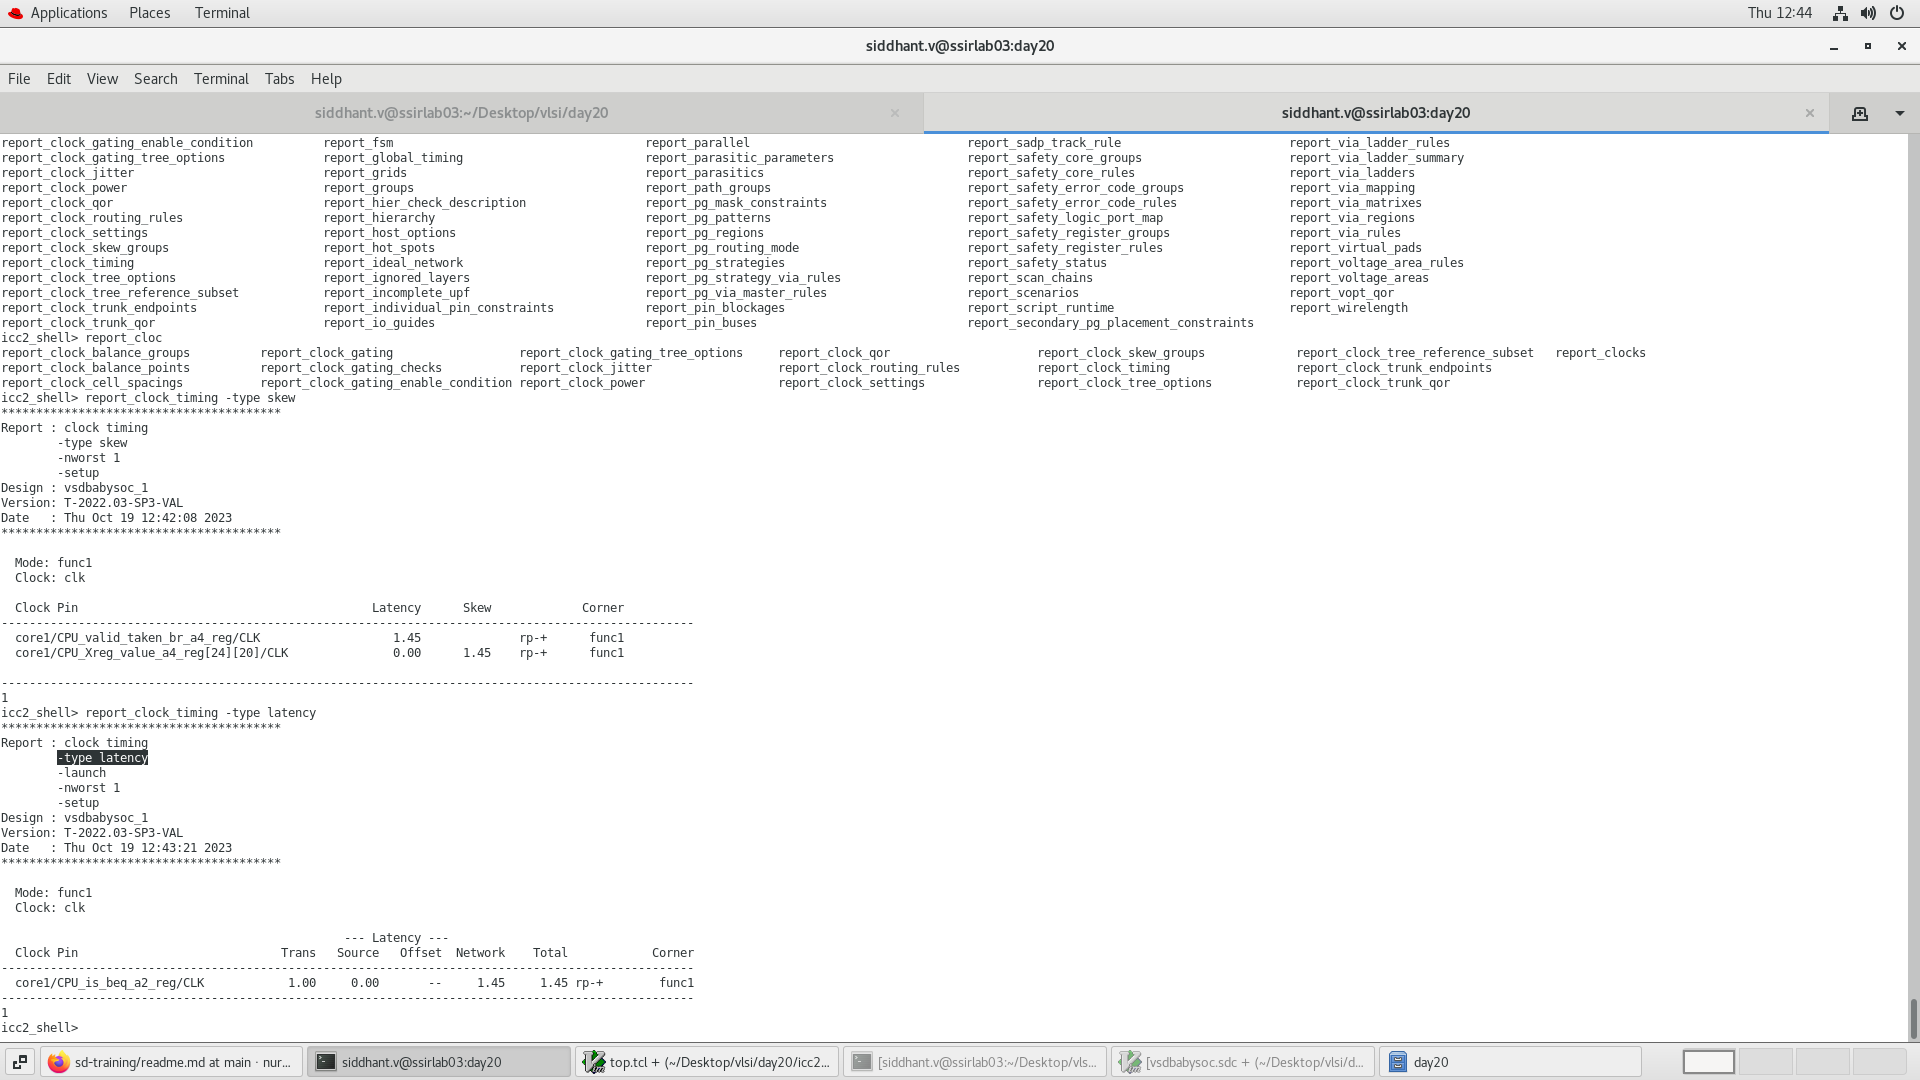 Applications Places Terminal Thu 12:44
siddhant.v@ssirlab03:day20
File Edit View Search Terminal Tabs Help
siddhant.v@ssirlab03:~/Desktop/vlsi/day20 × siddhant.v@ssirlab03:day20 ×
report_clock_gating_enable_condition report_fsm report_parallel report_sadp_track_rule report_via_ladder_rules
report_clock_gating_tree_options report_global_timing report_parasitic_parameters report_safety_core_groups report_via_ladder_summary
report_clock_jitter report_grids report_parasitics report_safety_core_rules report_via_ladders
report_clock_power report_groups report_path_groups report_safety_error_code_groups report_via_mapping
report_clock_qor report_hier_check_description report_pg_mask_constraints report_safety_error_code_rules report_via_matrixes
report_clock_routing_rules report_hierarchy report_pg_patterns report_safety_logic_port_map report_via_regions
report_clock_settings report_host_options report_pg_regions report_safety_register_groups report_via_rules
report_clock_skew_groups report_hot_spots report_pg_routing_mode report_safety_register_rules report_virtual_pads
report_clock_timing report_ideal_network report_pg_strategies report_safety_status report_voltage_area_rules
report_clock_tree_options report_ignored_layers report_pg_strategy_via_rules report_scan_chains report_voltage_areas
report_clock_tree_reference_subset report_incomplete_upf report_pg_via_master_rules report_scenarios report_vopt_qor
report_clock_trunk_endpoints report_individual_pin_constraints report_pin_blockages report_script_runtime report_wirelength
report_clock_trunk_qor report_io_guides report_pin_buses report_secondary_pg_placement_constraints
icc2_shell> report_cloc
report_clock_balance_groups report_clock_gating report_clock_gating_tree_options report_clock_qor report_clock_skew_groups report_clock_tree_reference_subset report_clocks
report_clock_balance_points report_clock_gating_checks report_clock_jitter report_clock_routing_rules report_clock_timing report_clock_trunk_endpoints
report_clock_cell_spacings report_clock_gating_enable_condition report_clock_power report_clock_settings report_clock_tree_options report_clock_trunk_qor
icc2_shell> report_clock_timing -type skew
****************************************
Report : clock timing
-type skew
-nworst 1
-setup
Design : vsdbabysoc_1
Version: T-2022.03-SP3-VAL
Date : Thu Oct 19 12:42:08 2023
****************************************
Mode: func1
Clock: clk
Clock Pin Latency Skew Corner
---------------------------------------------------------------------------------------------------
core1/CPU_valid_taken_br_a4_reg/CLK 1.45 rp-+ func1
core1/CPU_Xreg_value_a4_reg[24][20]/CLK 0.00 1.45 rp-+ func1
---------------------------------------------------------------------------------------------------
1
icc2_shell> report_clock_timing -type latency
****************************************
Report : clock timing
-type latency
-launch
-nworst 1
-setup
Design : vsdbabysoc_1
Version: T-2022.03-SP3-VAL
Date : Thu Oct 19 12:43:21 2023
****************************************
Mode: func1
Clock: clk
--- Latency ---
Clock Pin Trans Source Offset Network Total Corner
---------------------------------------------------------------------------------------------------
core1/CPU_is_beq_a2_reg/CLK 1.00 0.00 -- 1.45 1.45 rp-+ func1
---------------------------------------------------------------------------------------------------
1
icc2_shell>
sd-training/readme.md at main · nur... siddhant.v@ssirlab03:day20 top.tcl + (~/Desktop/vlsi/day20/icc2... [siddhant.v@ssirlab03:~/Desktop/vls... [vsdbabysoc.sdc + (~/Desktop/vlsi/d... day20